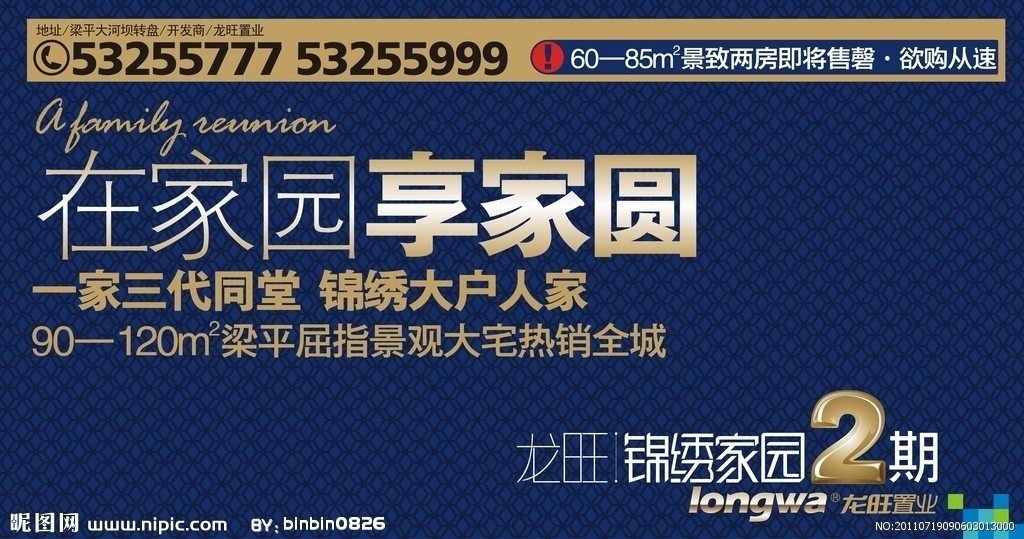 地址/梁平大河坝转盘/开发商/龙旺置业
53255777 53255999
! 60—85m²景致两房即将售磬·欲购从速
A family reunion
在家园享家圆
一家三代同堂 锦绣大户人家
90—120m²梁平屈指景观大宅热销全城
龙旺 锦绣家园2期
longwa®龙旺置业
昵图网 www.nipic.com BY: binbin0826
NO:20110719090603013000